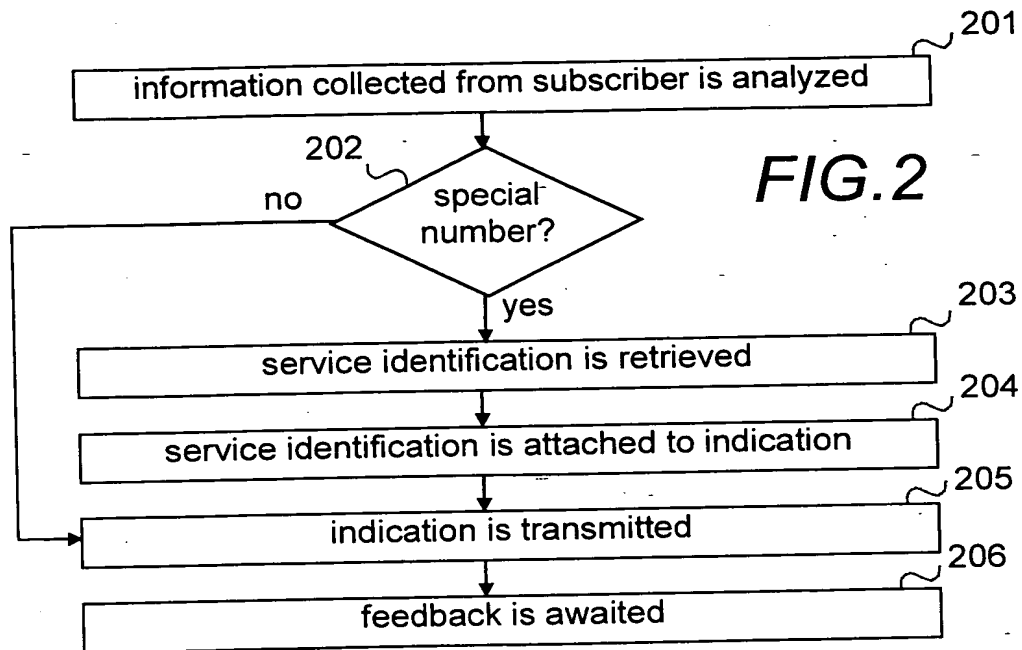 201
information collected from subscriber is analyzed
202
FIG.2
special
number?
no
yes
203
service identification is retrieved
204
service identification is attached to indication
205
indication is transmitted
206
feedback is awaited